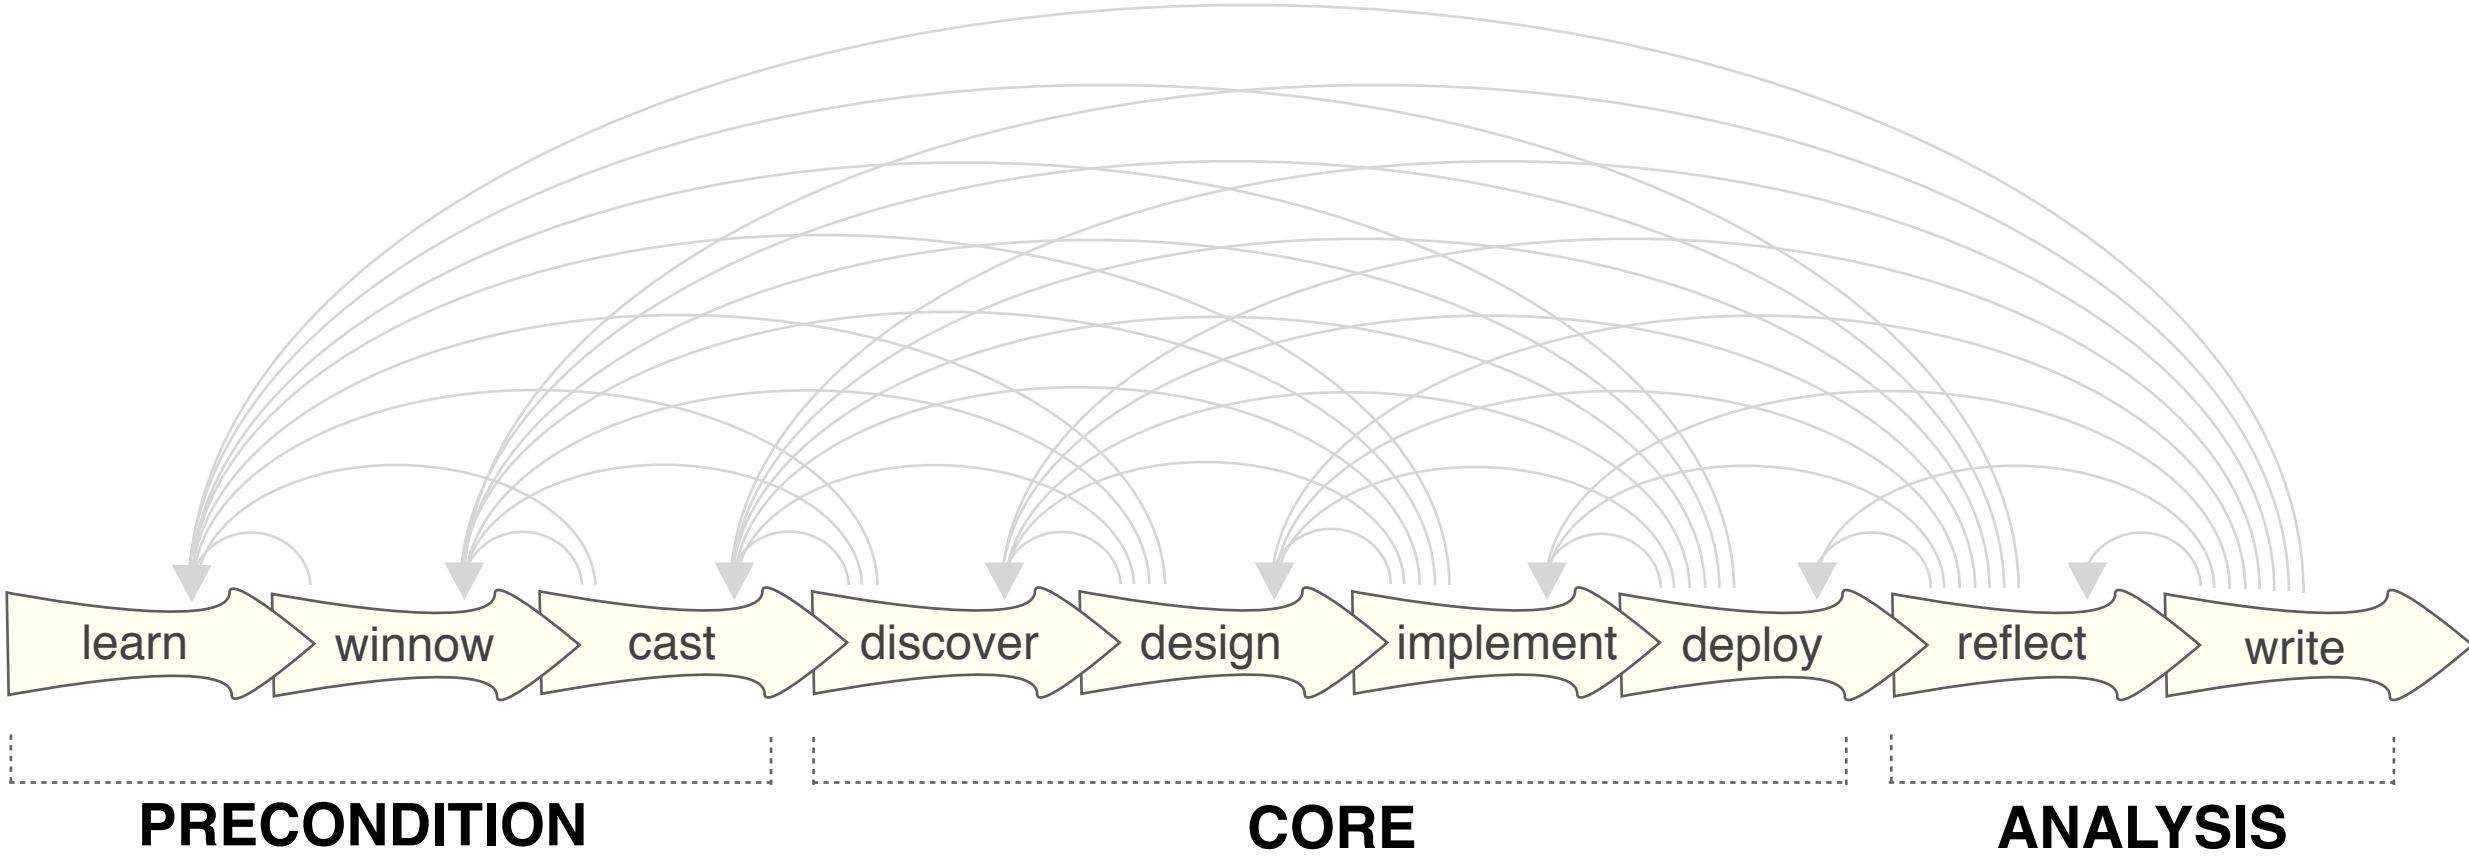 learn winnow cast discover design implement deploy reflect write
PRECONDITION CORE ANALYSIS